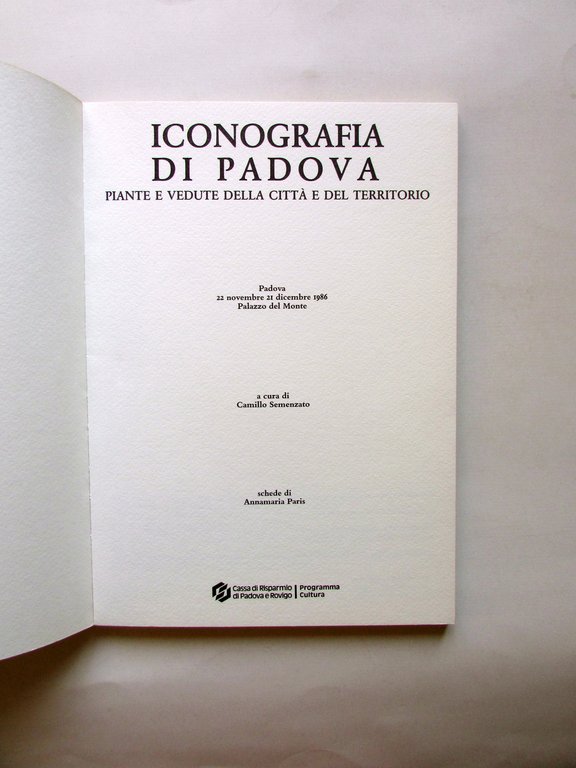 ICONOGRAFIA
DI PADOVA
PIANTE E VEDUTE DELLA CITTÀ E DEL TERRITORIO
Padova
22 novembre 21 dicembre 1986
Palazzo del Monte
a cura di
Camillo Semenzato
schede di
Annamaria Paris
Cassa di Risparmio
di Padova e Rovigo
Programma
Cultura